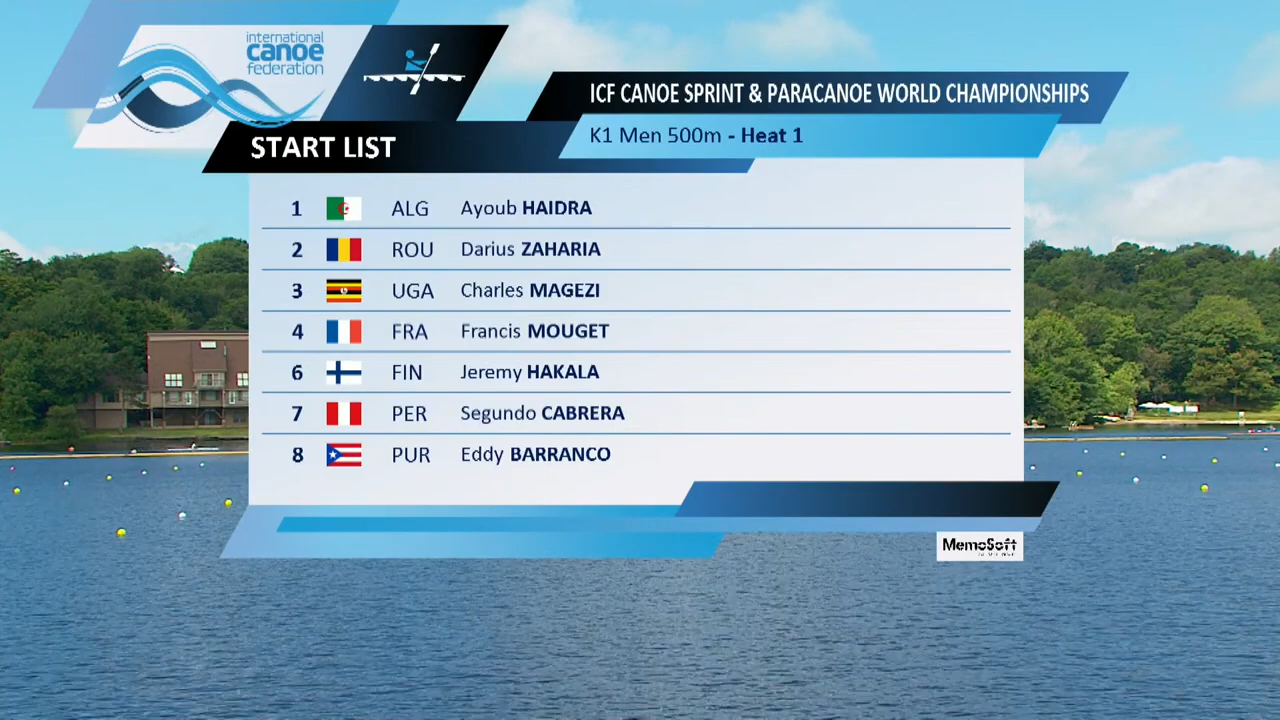 international
canoe
federation
ICF CANOE SPRINT & PARACANOE WORLD CHAMPIONSHIPS
K1 Men 500m - Heat 1
START LIST
1 ALG Ayoub HAIDRA
2 ROU Darius ZAHARIA
3 UGA Charles MAGEZI
4 FRA Francis MOUGET
6 FIN Jeremy HAKALA
7 PER Segundo CABRERA
8 PUR Eddy BARRANCO
MemoSoft